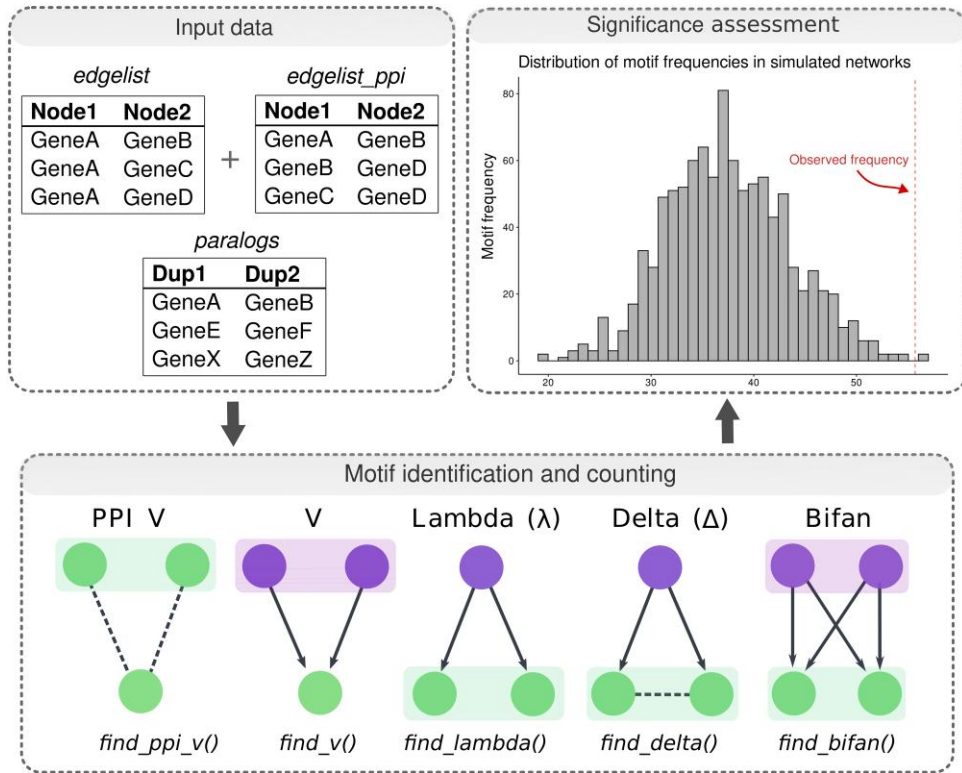 Input data
edgelist
Node1 Node2
GeneA GeneB
GeneA GeneC
GeneA GeneD
+
edgelist_ppi
Node1 Node2
GeneA GeneB
GeneB GeneD
GeneC GeneD
paralogs
Dup1 Dup2
GeneA GeneB
GeneE GeneF
GeneX GeneZ
Significance assessment
Distribution of motif frequencies in simulated networks
Motif frequency
80
60
40
20
0
20 30 40 50
Observed frequency
Motif identification and counting
PPI V
V
Lambda (λ)
Delta (Δ)
Bifan
find_ppi_v()
find_v()
find_lambda()
find_delta()
find_bifan()